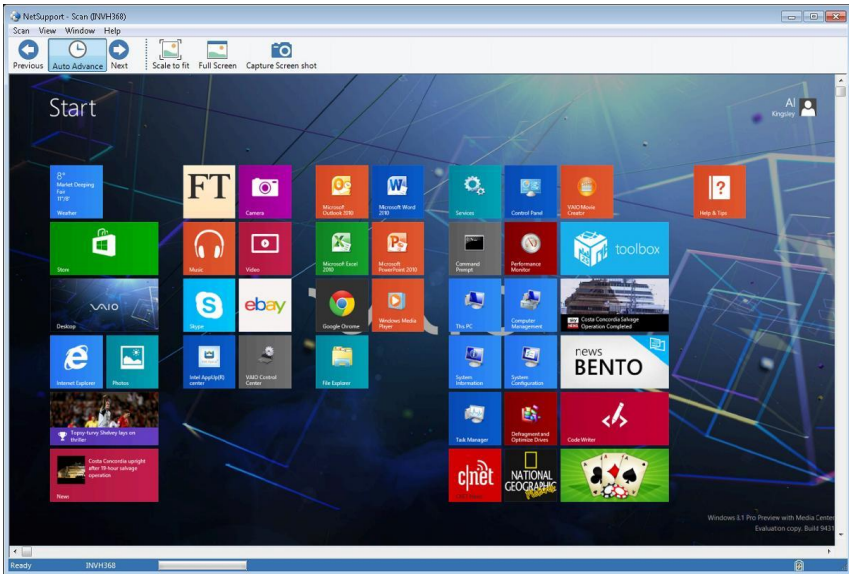 NetSupport - Scan (INVH368)
Scan View Window Help
Previous Auto Advance Next Scale to fit Full Screen Capture Screen shot
Start
Al
Kingsley
8°
Market Deeping
Fair
11°/8°
Weather
FT
Camera
Microsoft
Outlook 2010
Microsoft Word
2010
Services
Control Panel
VAIO Movie
Creator
Help & Tips
Store
Music
Video
Microsoft Excel
2010
Microsoft
PowerPoint 2010
Command
Prompt
Performance
Monitor
toolbox
VAIO
Desktop
Skype
ebay
Google Chrome
Windows Media
Player
This PC
Computer
Management
sky
NEWS
Costa Concordia Salvage
Operation Completed
Internet Explorer
Photos
Intel AppUp(R)
center
VAIO Control
Center
File Explorer
System
Information
System
Configuration
news
BENTO
Topsy-turvy Shelvey lays on
thriller
Task Manager
Defragment and
Optimize Drives
Code Writer
Costa Concordia upright
after 19-hour salvage
operation
News
c|net
NATIONAL
GEOGRAPHIC
Windows 8.1 Pro Preview with Media Center
Evaluation copy. Build 9431
Ready INVH368